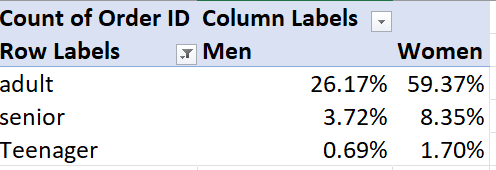 Count of Order ID Column Labels
Row Labels Men Women
adult 26.17% 59.37%
senior 3.72% 8.35%
Teenager 0.69% 1.70%